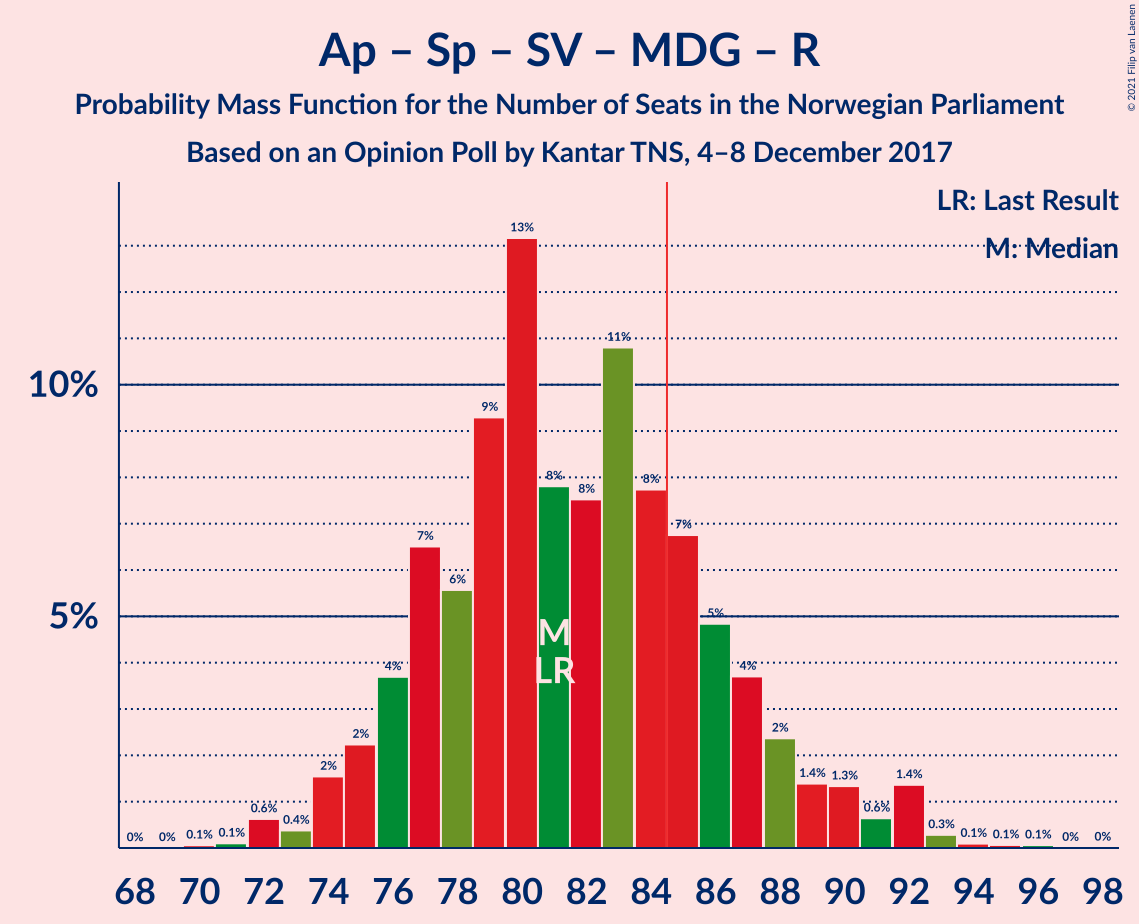 Ap – Sp – SV – MDG – R
Probability Mass Function for the Number of Seats in the Norwegian Parliament
Based on an Opinion Poll by Kantar TNS, 4–8 December 2017
© 2021 Filip van Laenen
LR: Last Result
M: Median
10%
5%
0% 0% 0.1% 0.1% 0.6% 0.4% 2% 2% 4% 7% 6% 9% 13% 8% 8% 11% 8% 7% 5% 4% 2% 1.4% 1.3% 0.6% 1.4% 0.3% 0.1% 0.1% 0.1% 0% 0%
M
LR
68 70 72 74 76 78 80 82 84 86 88 90 92 94 96 98